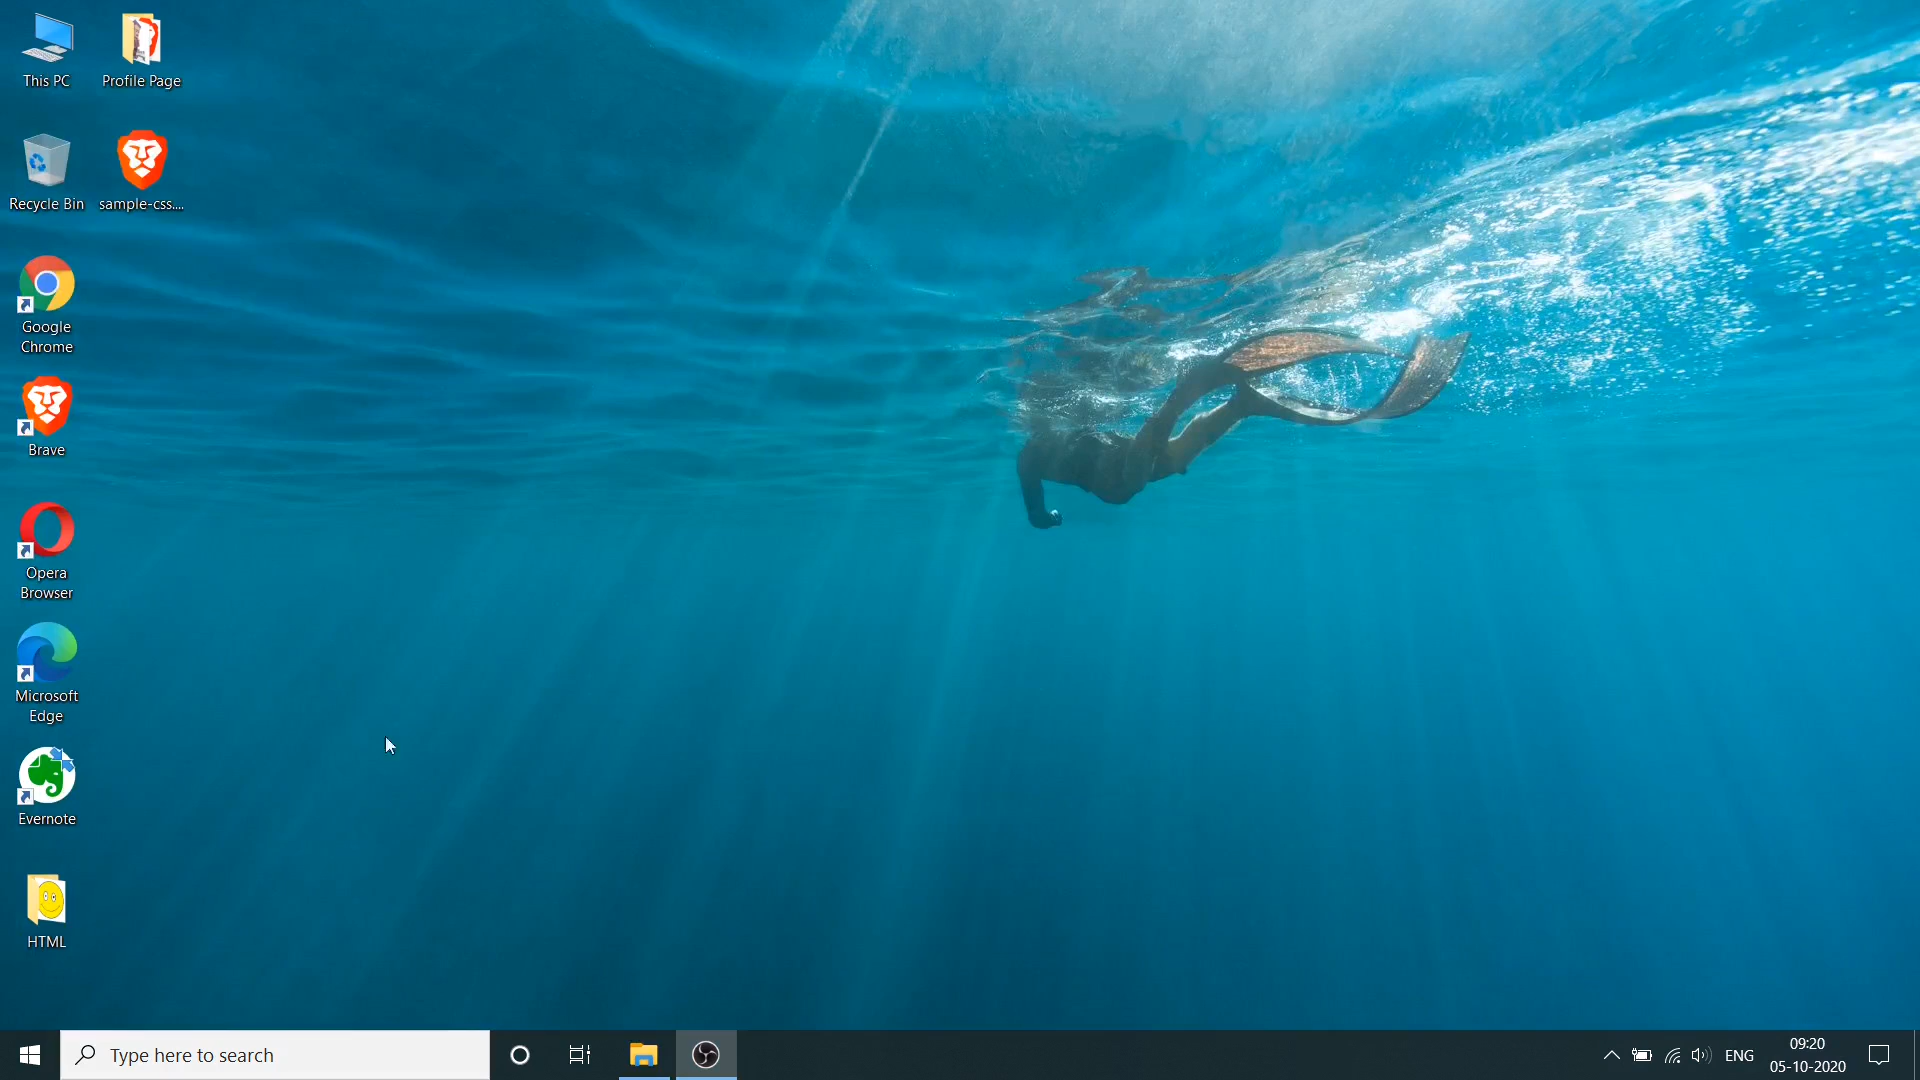 This PC
Profile Page
Recycle Bin
sample-css....
Google
Chrome
Brave
Opera
Browser
Microsoft
Edge
Evernote
HTML
Type here to search
ENG
09:20
05-10-2020